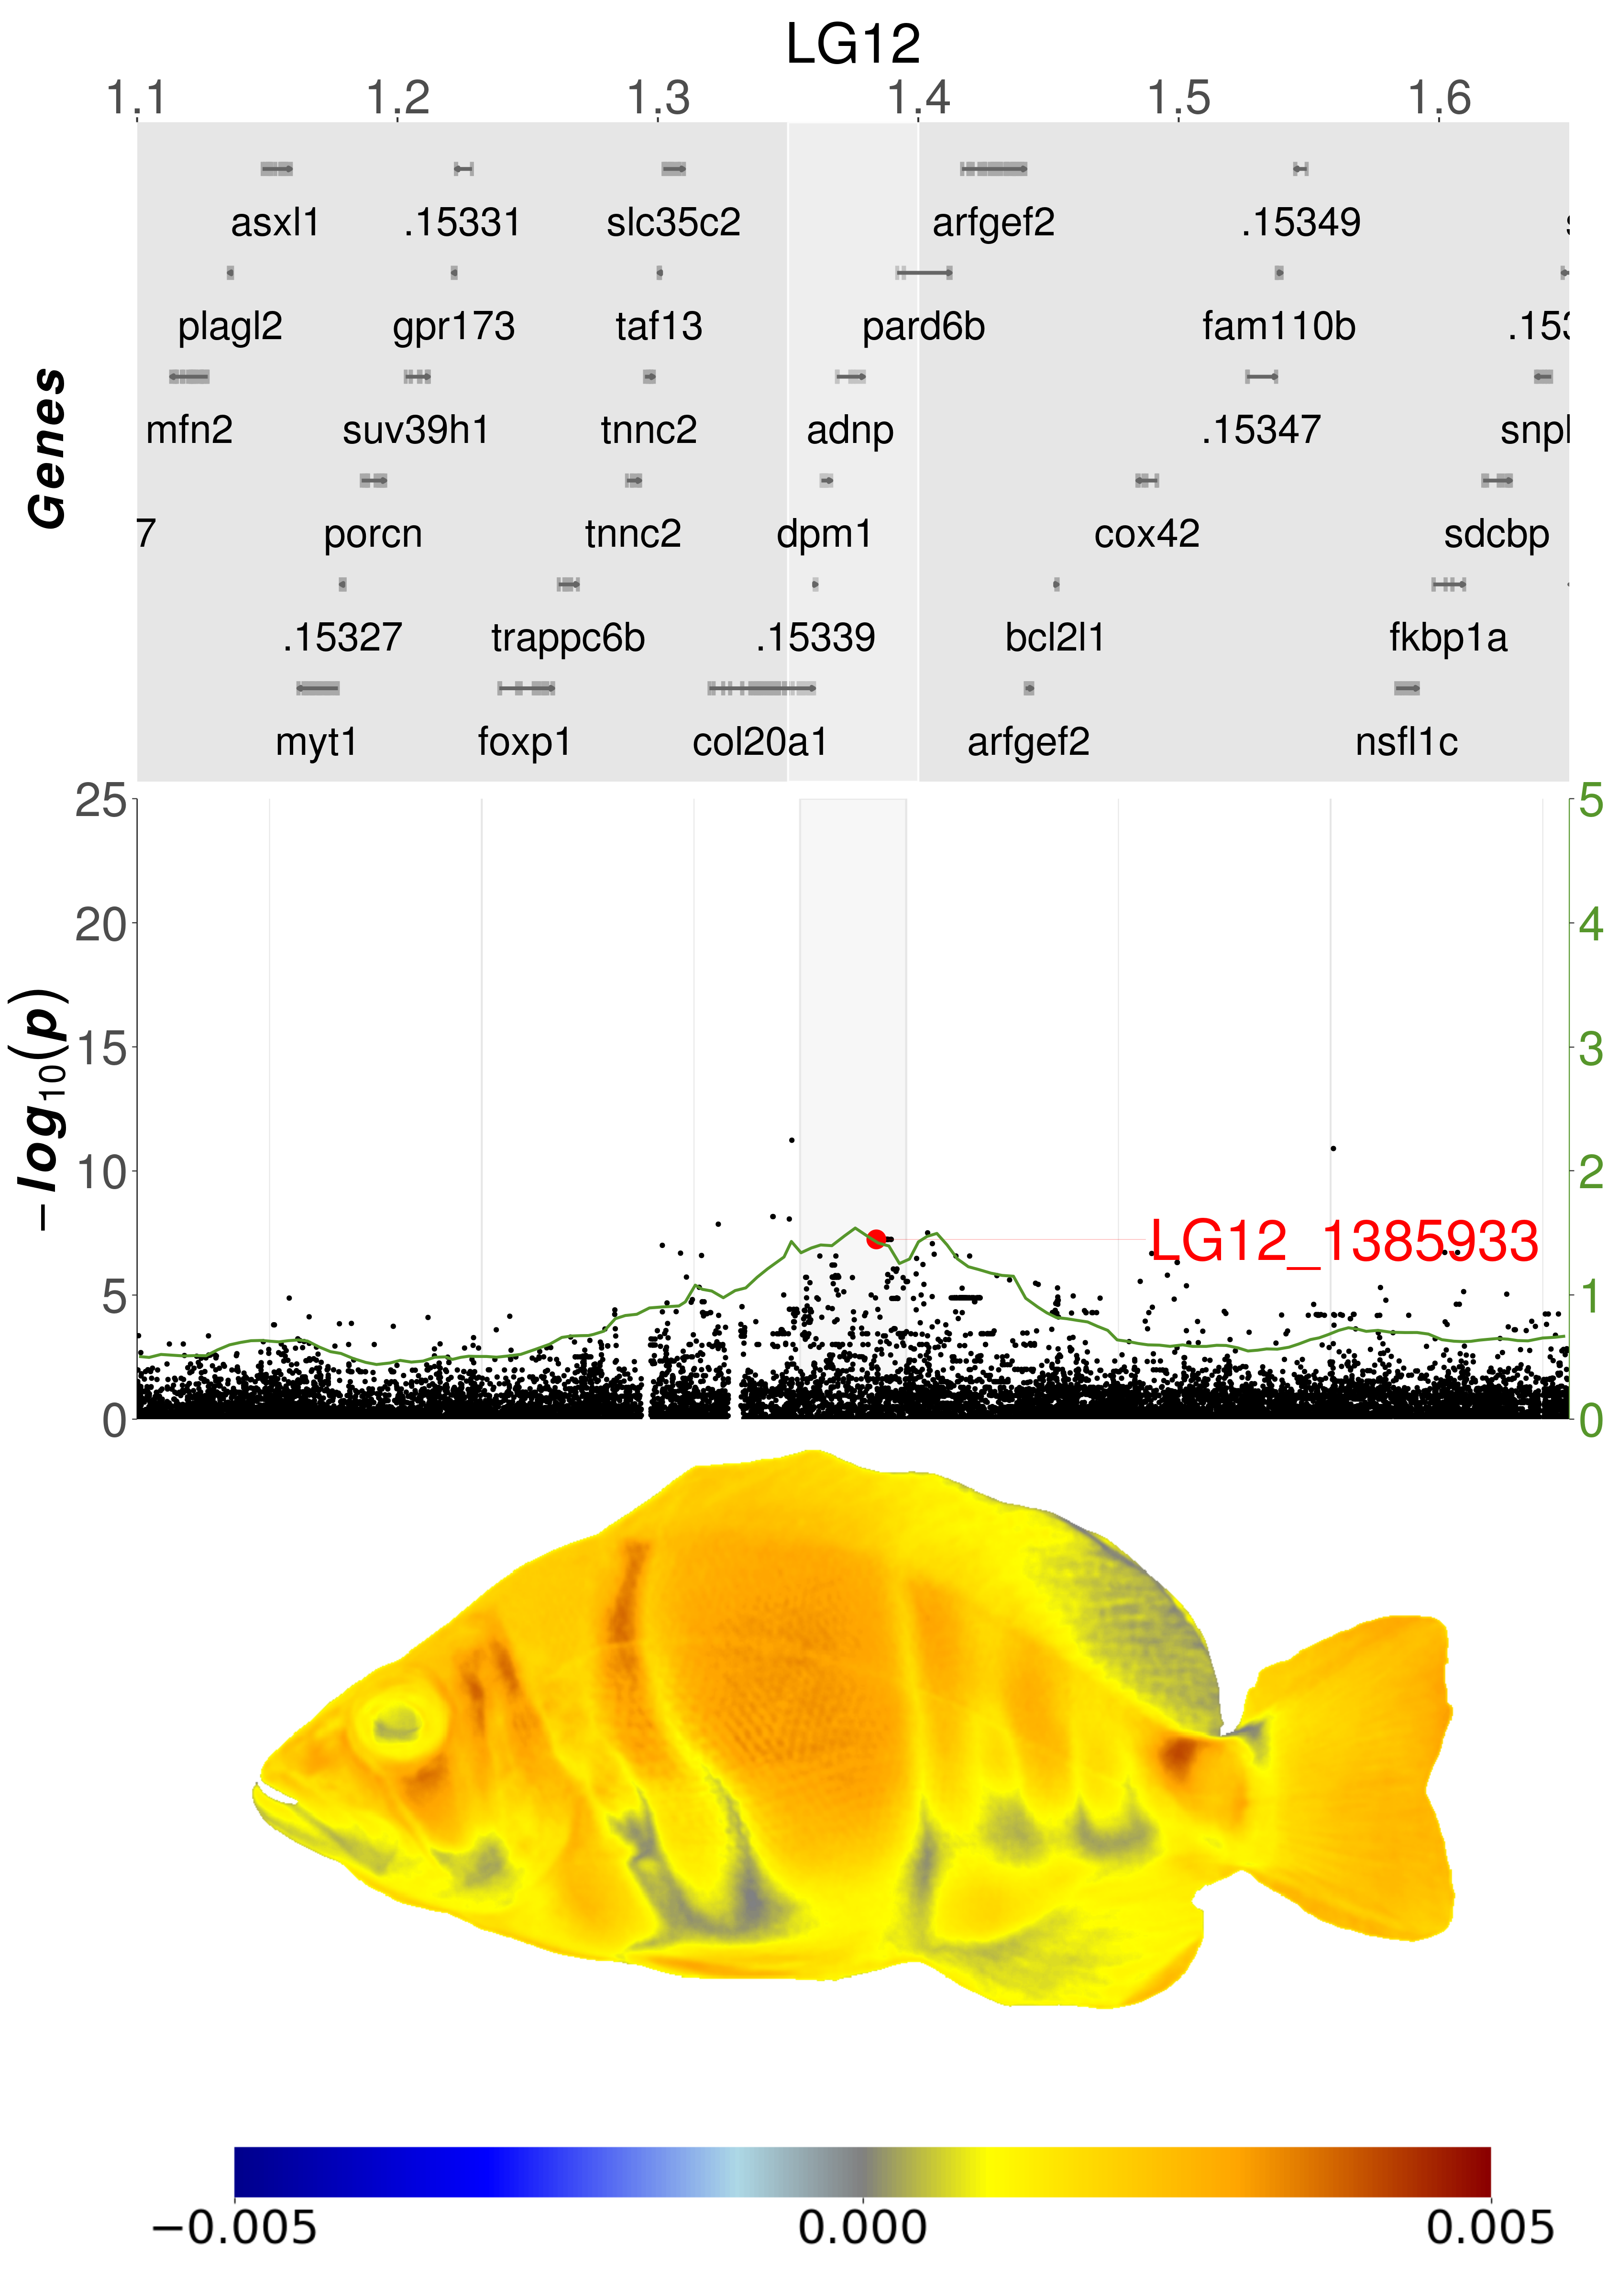 LG12
1.1 1.2 1.3 1.4 1.5 1.6
Genes
asxl1 .15331 slc35c2 arfgef2 .15349
plagl2 gpr173 taf13 pard6b fam110b .153
mfn2 suv39h1 tnnc2 adnp .15347 snpl
7 porcn tnnc2 dpm1 cox42 sdcbp
.15327 trappc6b .15339 bcl2l1 fkbp1a
myt1 foxp1 col20a1 arfgef2 nsfl1c
25 5
20 4
15 3
10 2
5 1
0 0
−log10(p)
LG12_1385933
−0.005 0.000 0.005